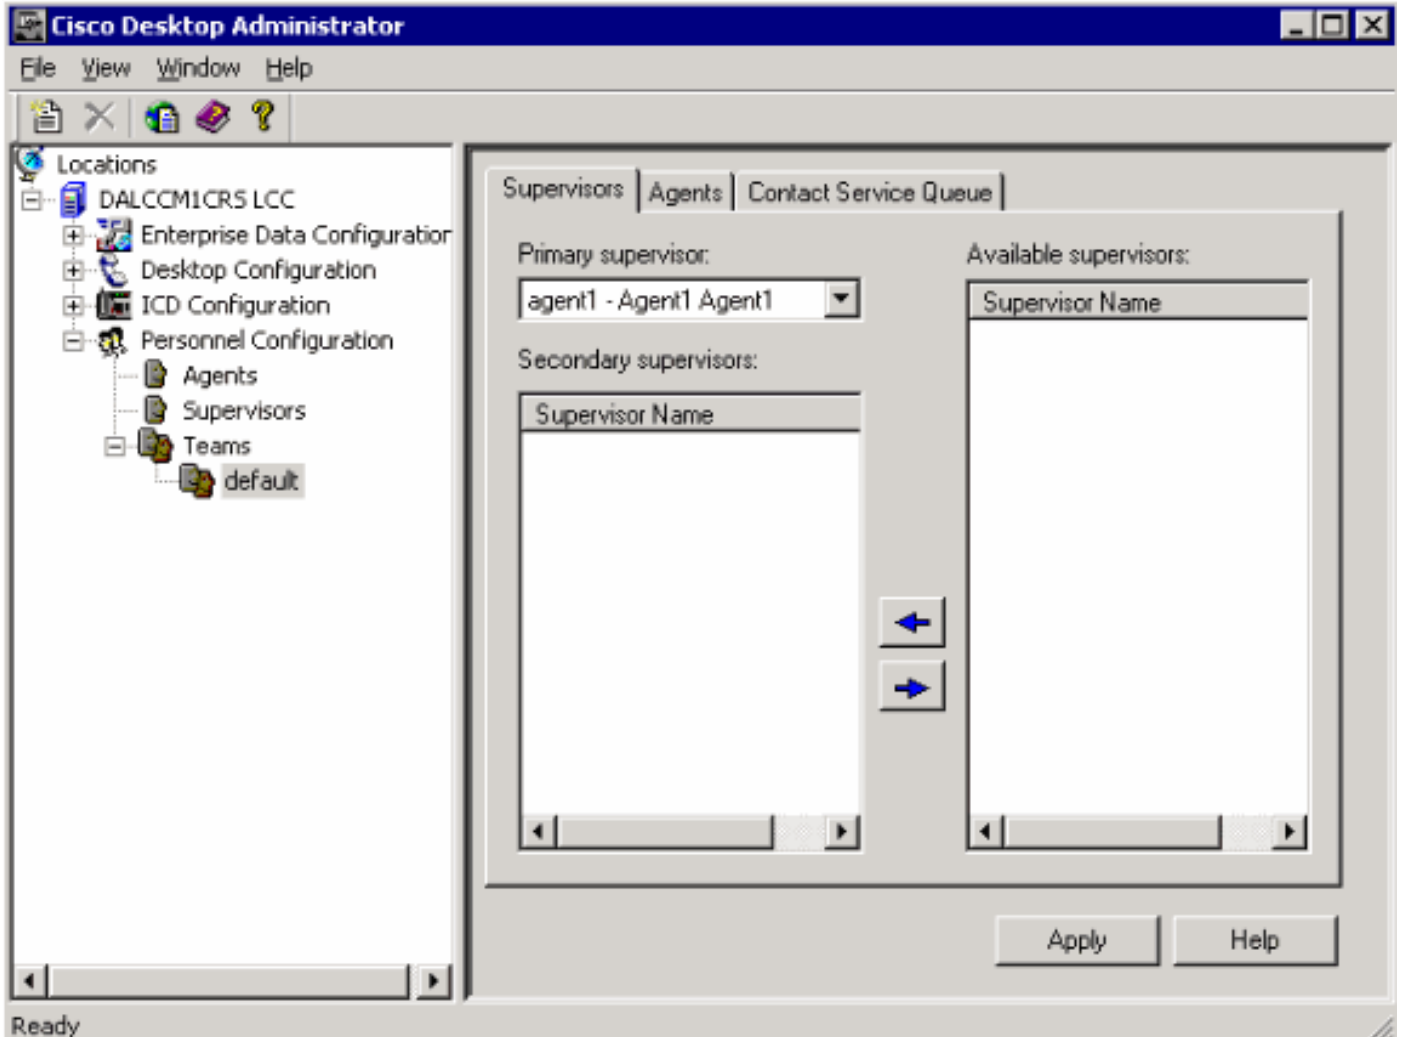 Cisco Desktop Administrator
File View Window Help
Locations
DALCCM1CRS LCC
Enterprise Data Configuration
Desktop Configuration
ICD Configuration
Personnel Configuration
Agents
Supervisors
Teams
default
Supervisors Agents Contact Service Queue
Primary supervisor:
agent1 - Agent1 Agent1
Secondary supervisors:
Supervisor Name
Available supervisors:
Supervisor Name
Apply Help
Ready